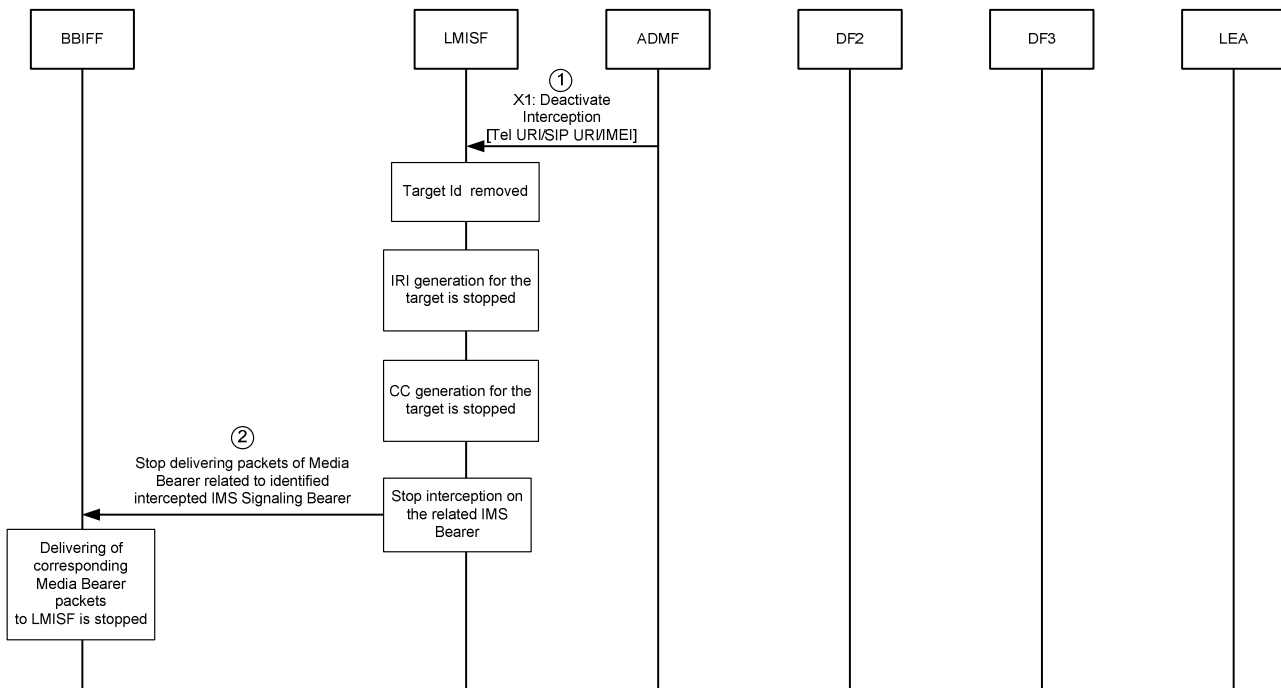 BBIFF
LMISF
ADMF
DF2
DF3
LEA
1
X1: Deactivate
Interception
[Tel URI/SIP URI/IMEI]
Target Id removed
IRI generation for the
target is stopped
CC generation for the
target is stopped
2
Stop delivering packets of Media
Bearer related to identified
intercepted IMS Signaling Bearer
Stop interception on
the related IMS
Bearer
Delivering of
corresponding
Media Bearer
packets
to LMISF is stopped